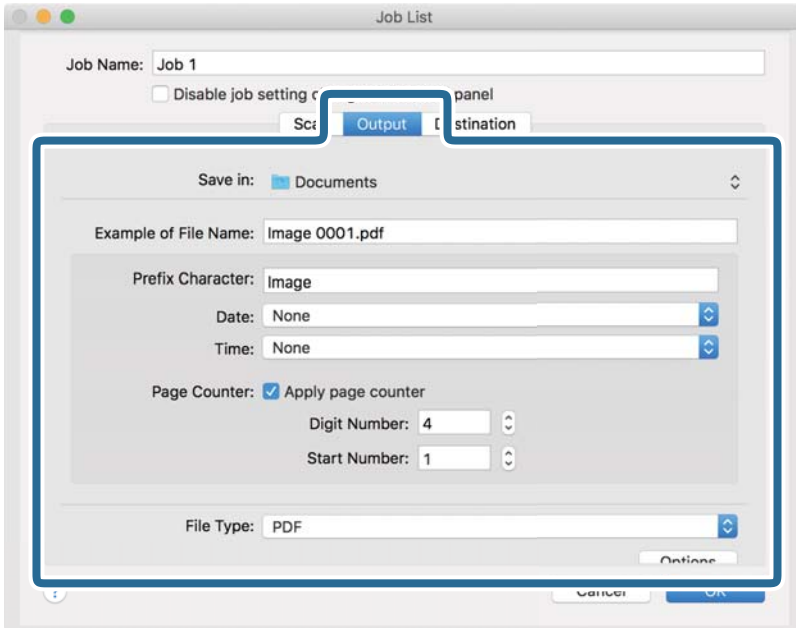 Job List
Job Name: Job 1
Disable job setting panel
Output Destination
Save in: Documents
Example of File Name: Image 0001.pdf
Prefix Character: Image
Date: None
Time: None
Page Counter: Apply page counter
Digit Number: 4
Start Number: 1
File Type: PDF
Options
? Cancel OK